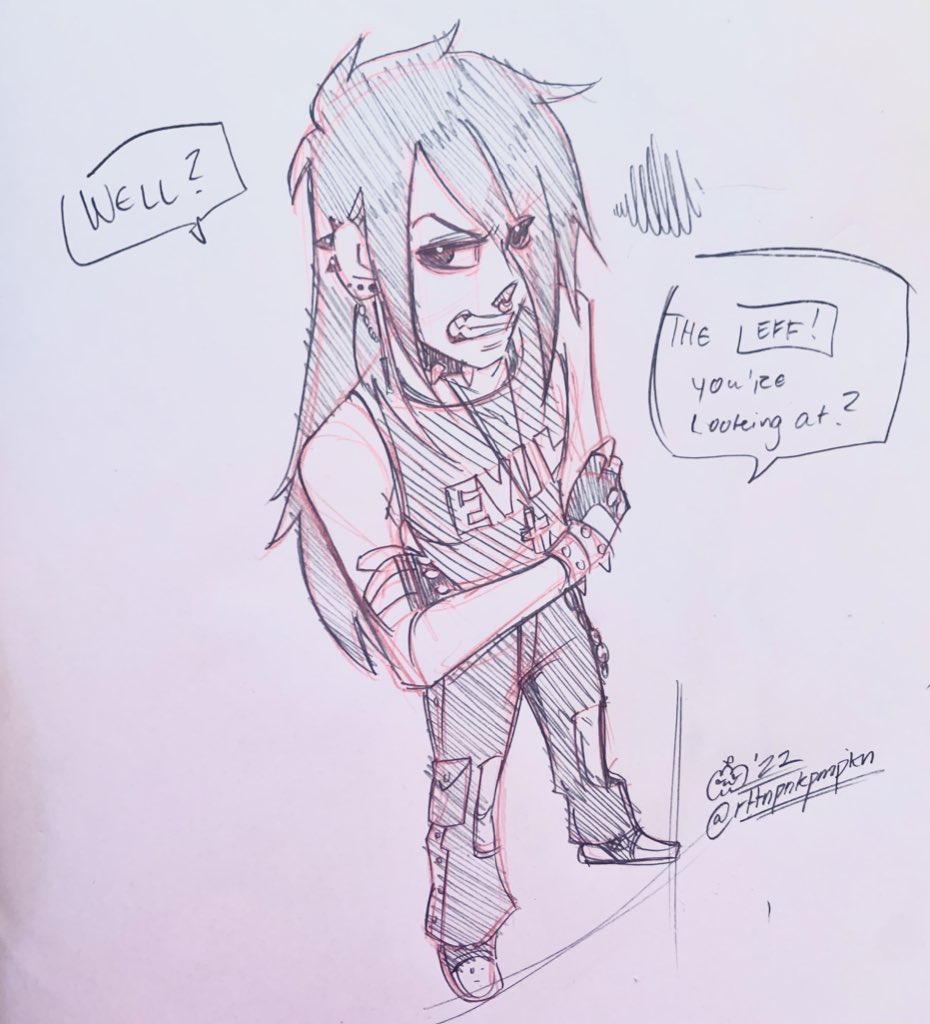 WELL?
THE EFF!
you're
Looking at?
EVIL
'22
@rttnpnkpmpkn